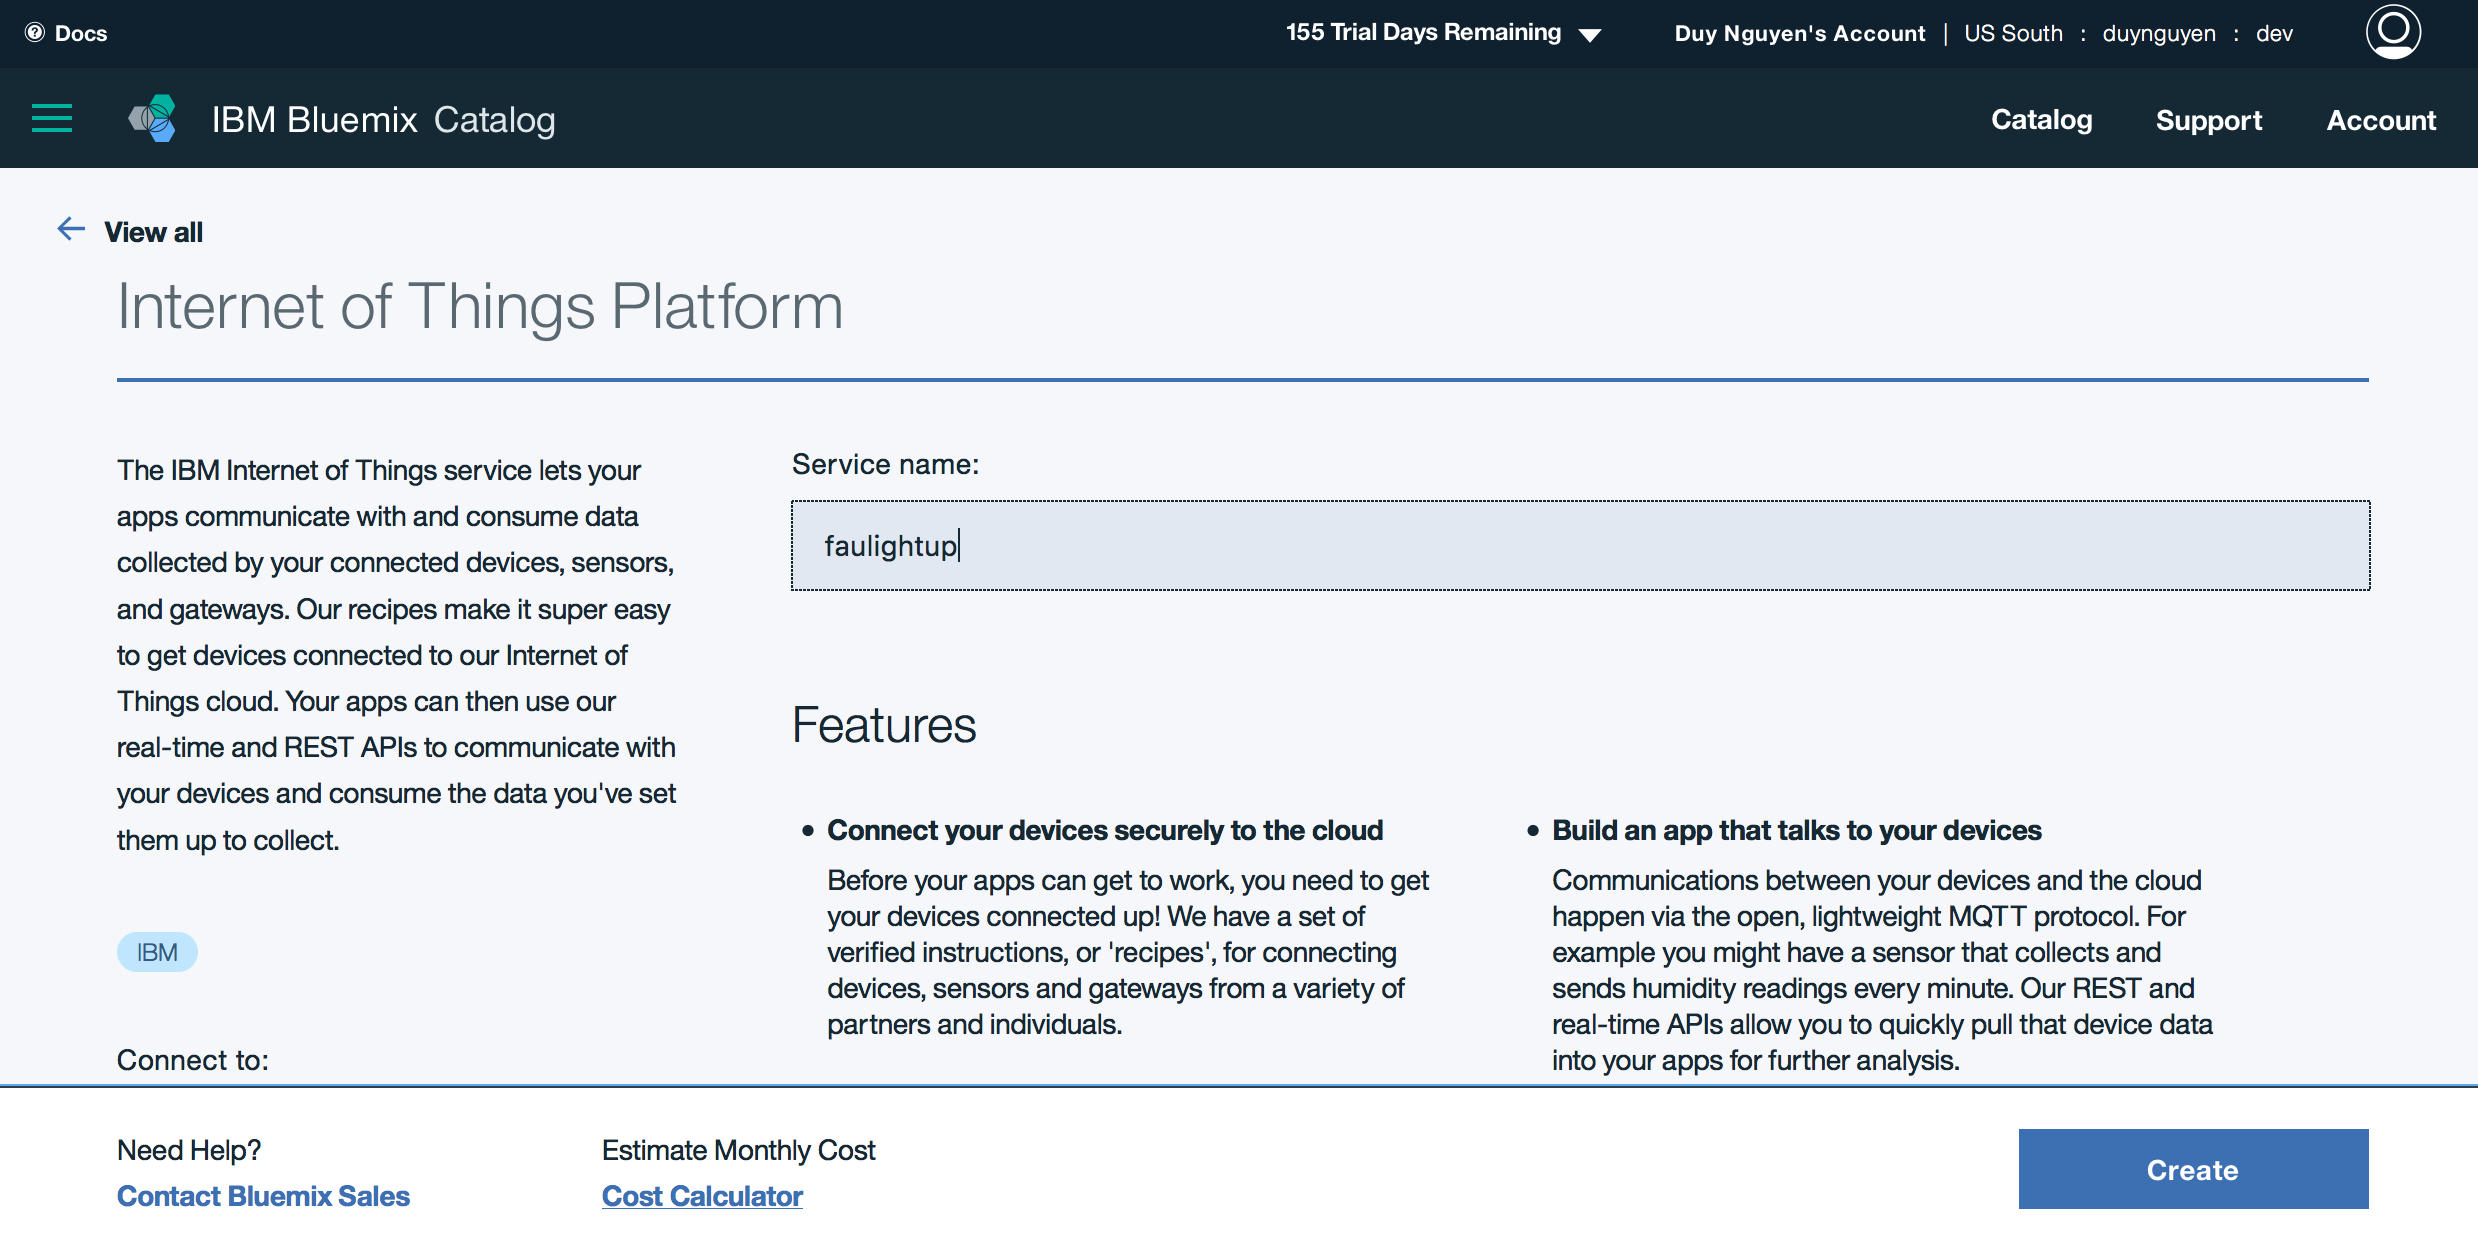 Docs
155 Trial Days Remaining
Duy Nguyen's Account | US South : duynguyen : dev
IBM Bluemix Catalog
Catalog
Support
Account
View all
Internet of Things Platform
The IBM Internet of Things service lets your
apps communicate with and consume data
collected by your connected devices, sensors,
and gateways. Our recipes make it super easy
to get devices connected to our Internet of
Things cloud. Your apps can then use our
real-time and REST APIs to communicate with
your devices and consume the data you've set
them up to collect.
IBM
Connect to:
Service name:
faulightup
Features
• Connect your devices securely to the cloud
Before your apps can get to work, you need to get
your devices connected up! We have a set of
verified instructions, or 'recipes', for connecting
devices, sensors and gateways from a variety of
partners and individuals.
• Build an app that talks to your devices
Communications between your devices and the cloud
happen via the open, lightweight MQTT protocol. For
example you might have a sensor that collects and
sends humidity readings every minute. Our REST and
real-time APIs allow you to quickly pull that device data
into your apps for further analysis.
Need Help?
Contact Bluemix Sales
Estimate Monthly Cost
Cost Calculator
Create